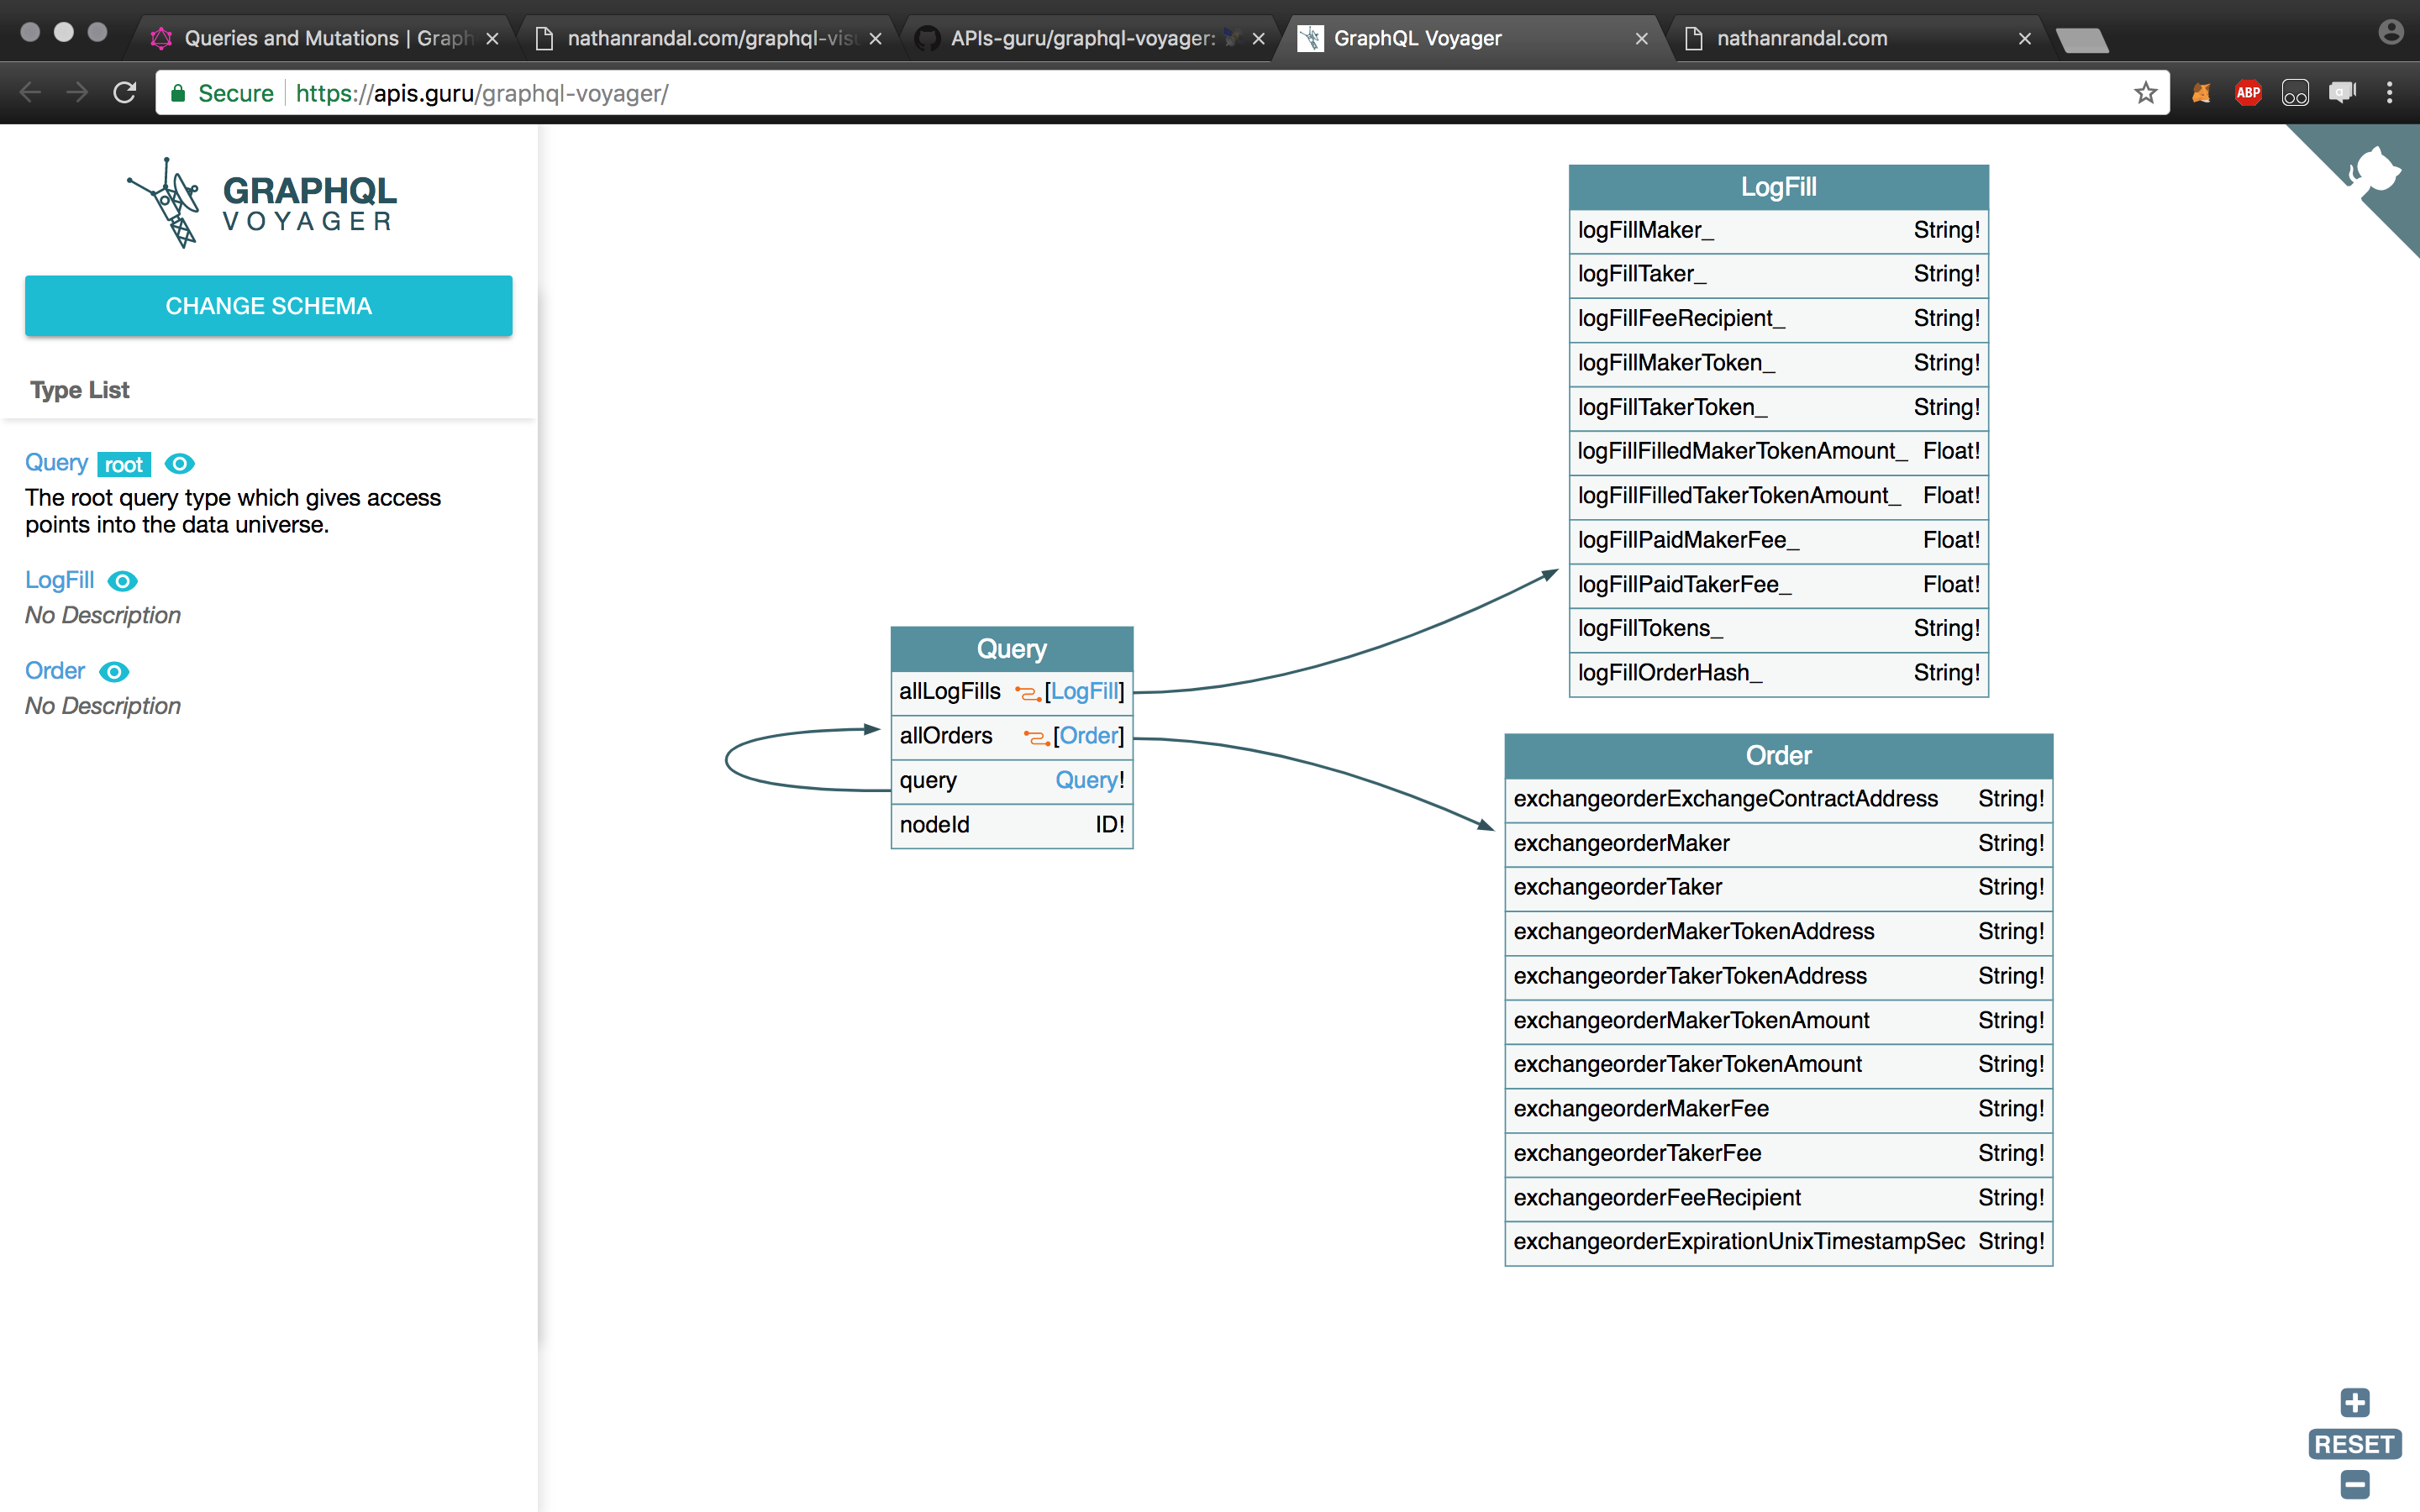 Queries and Mutations | Graph
nathanrandal.com/graphql-vis
APIs-guru/graphql-voyager:
GraphQL Voyager
nathanrandal.com
Secure
https://apis.guru/graphql-voyager/
ABP
GRAPHQL
VOYAGER
CHANGE SCHEMA
Type List
Query root
The root query type which gives access
points into the data universe.
LogFill
No Description
Order
No Description
Query
allLogFills [LogFill]
allOrders [Order]
query Query!
nodeId ID!
LogFill
logFillMaker_ String!
logFillTaker_ String!
logFillFeeRecipient_ String!
logFillMakerToken_ String!
logFillTakerToken_ String!
logFillFilledMakerTokenAmount_ Float!
logFillFilledTakerTokenAmount_ Float!
logFillPaidMakerFee_ Float!
logFillPaidTakerFee_ Float!
logFillTokens_ String!
logFillOrderHash_ String!
Order
exchangeorderExchangeContractAddress String!
exchangeorderMaker String!
exchangeorderTaker String!
exchangeorderMakerTokenAddress String!
exchangeorderTakerTokenAddress String!
exchangeorderMakerTokenAmount String!
exchangeorderTakerTokenAmount String!
exchangeorderMakerFee String!
exchangeorderTakerFee String!
exchangeorderFeeRecipient String!
exchangeorderExpirationUnixTimestampSec String!
RESET